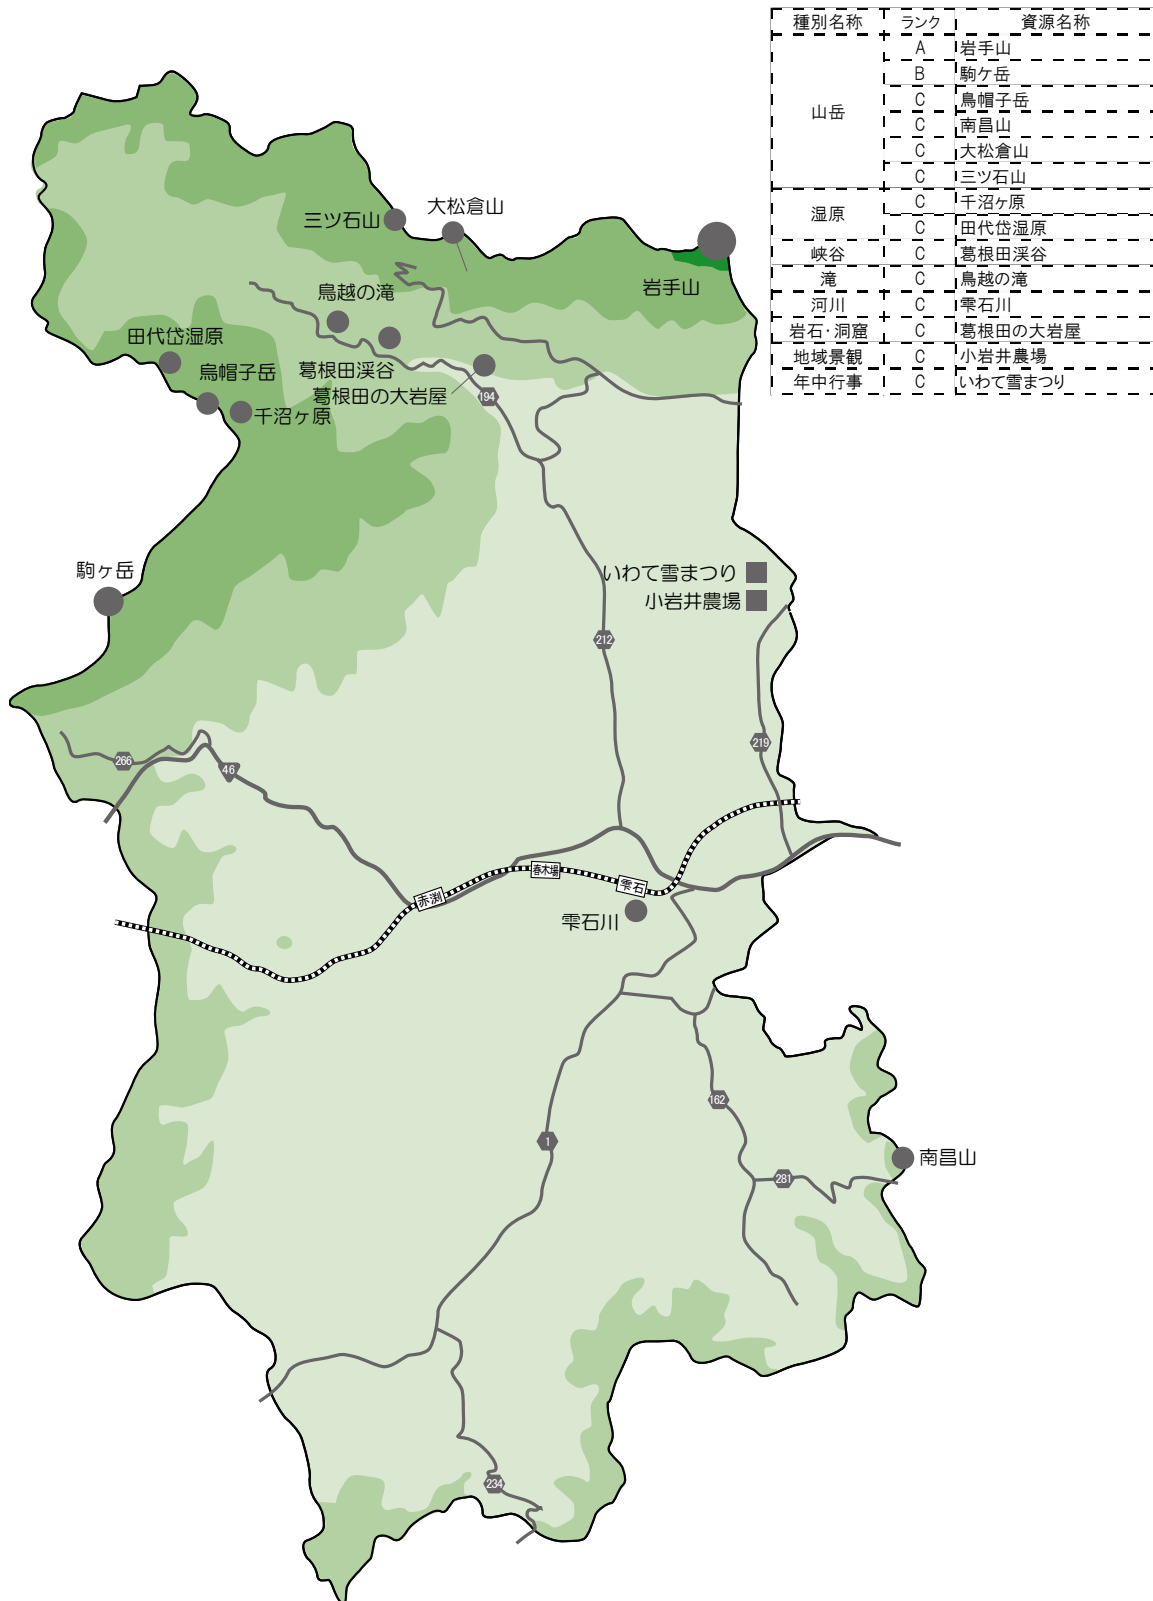 種別名称 ランク 資源名称
山岳 A 岩手山
B 駒ケ岳
C 烏帽子岳
C 南昌山
C 大松倉山
C 三ツ石山
湿原 C 千沼ヶ原
C 田代岱湿原
峡谷 C 葛根田渓谷
滝 C 鳥越の滝
河川 C 雫石川
岩石・洞窟 C 葛根田の大岩屋
地域景観 C 小岩井農場
年中行事 C いわて雪まつり
三ツ石山
大松倉山
岩手山
鳥越の滝
田代岱湿原
烏帽子岳
葛根田渓谷
葛根田の大岩屋
194
千沼ヶ原
駒ヶ岳
いわて雪まつり
小岩井農場
212
219
266
46
春木場
赤渕
雫石
雫石川
162
1
281
南昌山
234